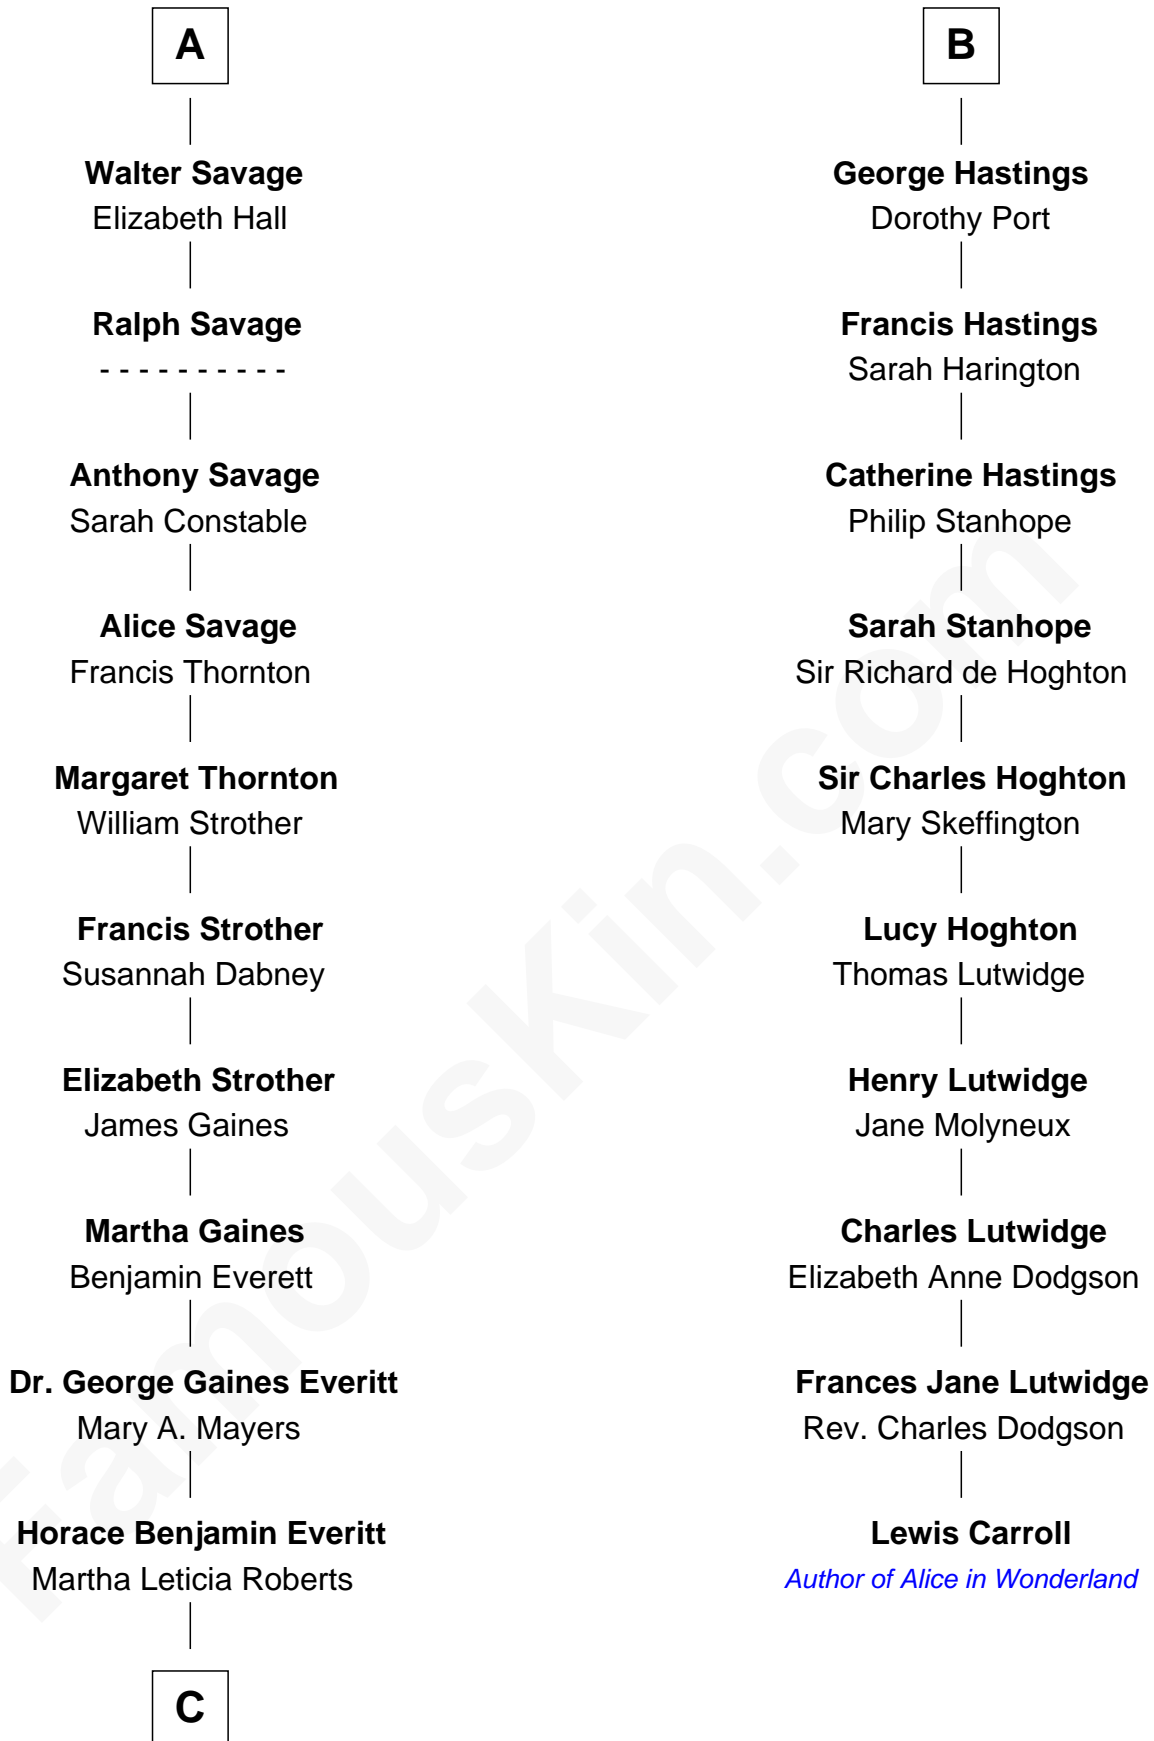 A
Walter Savage
Elizabeth Hall
Ralph Savage
- - - - - - - - - -
Anthony Savage
Sarah Constable
Alice Savage
Francis Thornton
Margaret Thornton
William Strother
Francis Strother
Susannah Dabney
Elizabeth Strother
James Gaines
Martha Gaines
Benjamin Everett
Dr. George Gaines Everitt
Mary A. Mayers
Horace Benjamin Everitt
Martha Leticia Roberts
C
B
George Hastings
Dorothy Port
Francis Hastings
Sarah Harington
Catherine Hastings
Philip Stanhope
Sarah Stanhope
Sir Richard de Hoghton
Sir Charles Hoghton
Mary Skeffington
Lucy Hoghton
Thomas Lutwidge
Henry Lutwidge
Jane Molyneux
Charles Lutwidge
Elizabeth Anne Dodgson
Frances Jane Lutwidge
Rev. Charles Dodgson
Lewis Carroll
Author of Alice in Wonderland
FamousKin.com